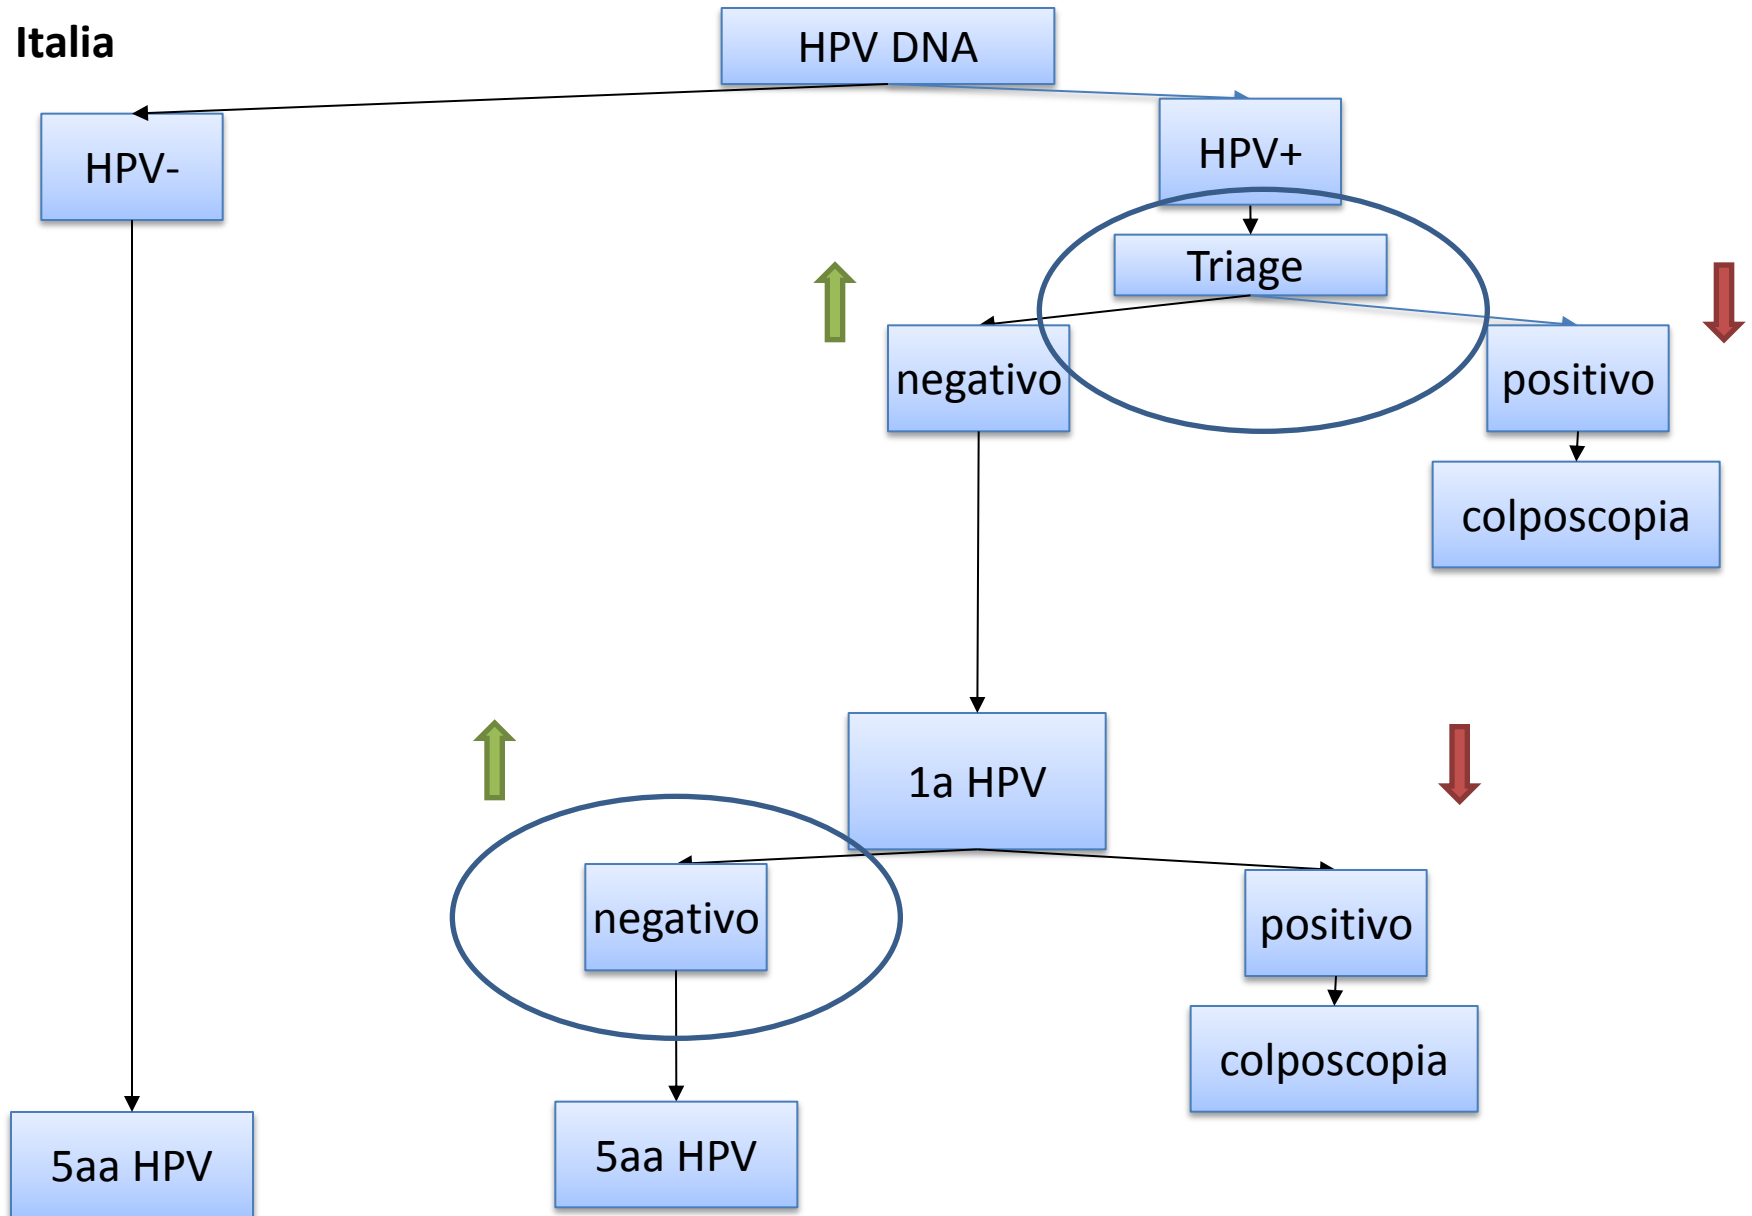 Italia
HPV DNA
HPV-
HPV+
Triage
negativo
positivo
colposcopia
1a HPV
negativo
positivo
colposcopia
5aa HPV
5aa HPV